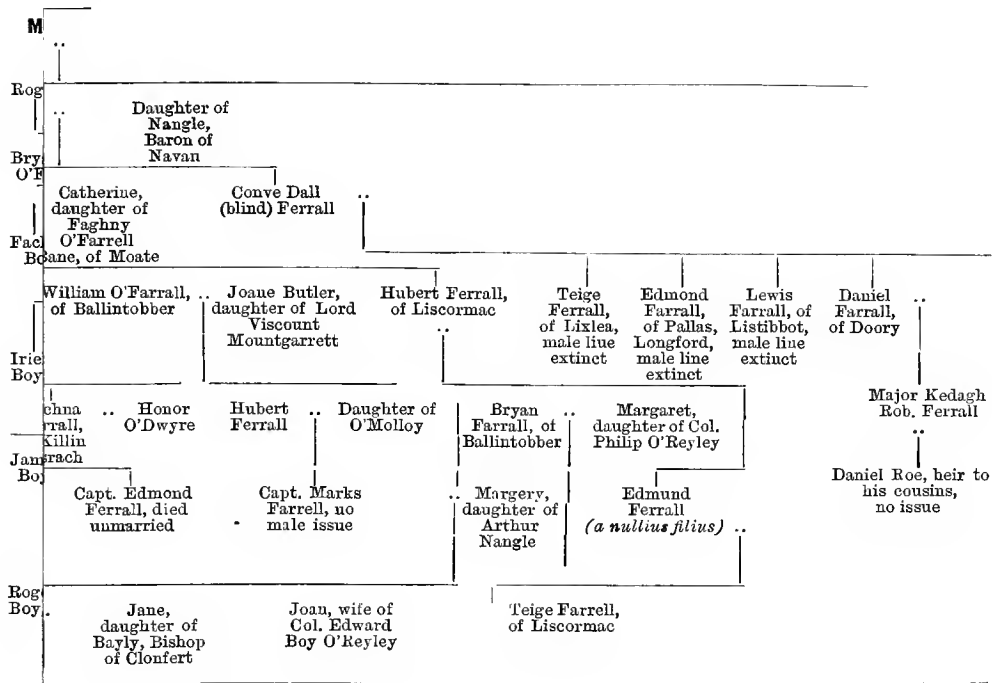 M
Rog
Daughter of
Nangle,
Baron of
Navan
Bry
O'F
Catherine,
daughter of
Faghny
O'Farrell
Bane, of Moate
Conve Dall
(blind) Ferrall
Fac
Bo
William O'Farrall,
of Ballintobber
Joane Butler,
daughter of Lord
Viscount
Mountgarrett
Hubert Ferrall,
of Liscormac
Teige
Ferrall,
of Lixlea,
male line
extinct
Edmond
Farrall,
of Pallas,
Longford,
male line
extinct
Lewis
Farrall, of
Listibbot,
male line
extinct
Daniel
Farrall,
of Doory
Irie
Boy
Major Kedagh
Rob. Ferrall
chna
rrall,
Killin
rach
Honor
O'Dwyre
Hubert
Ferrall
Daughter of
O'Molloy
Bryan
Farrall, of
Ballintobber
Margaret,
daughter of Col.
Philip O'Reyley
Jam
Bo
Capt. Edmond
Ferrall, died
unmarried
Capt. Marks
Farrell, no
male issue
Margery,
daughter of
Arthur
Nangle
Edmund
Ferrall
(a nullius filius)
Daniel Roe, heir to
his cousins,
no issue
Rog
Boy
Jane,
daughter of
Bayly, Bishop
of Clonfert
Joan, wife of
Col. Edward
Boy O'Reyley
Teige Farrell,
of Liscormac